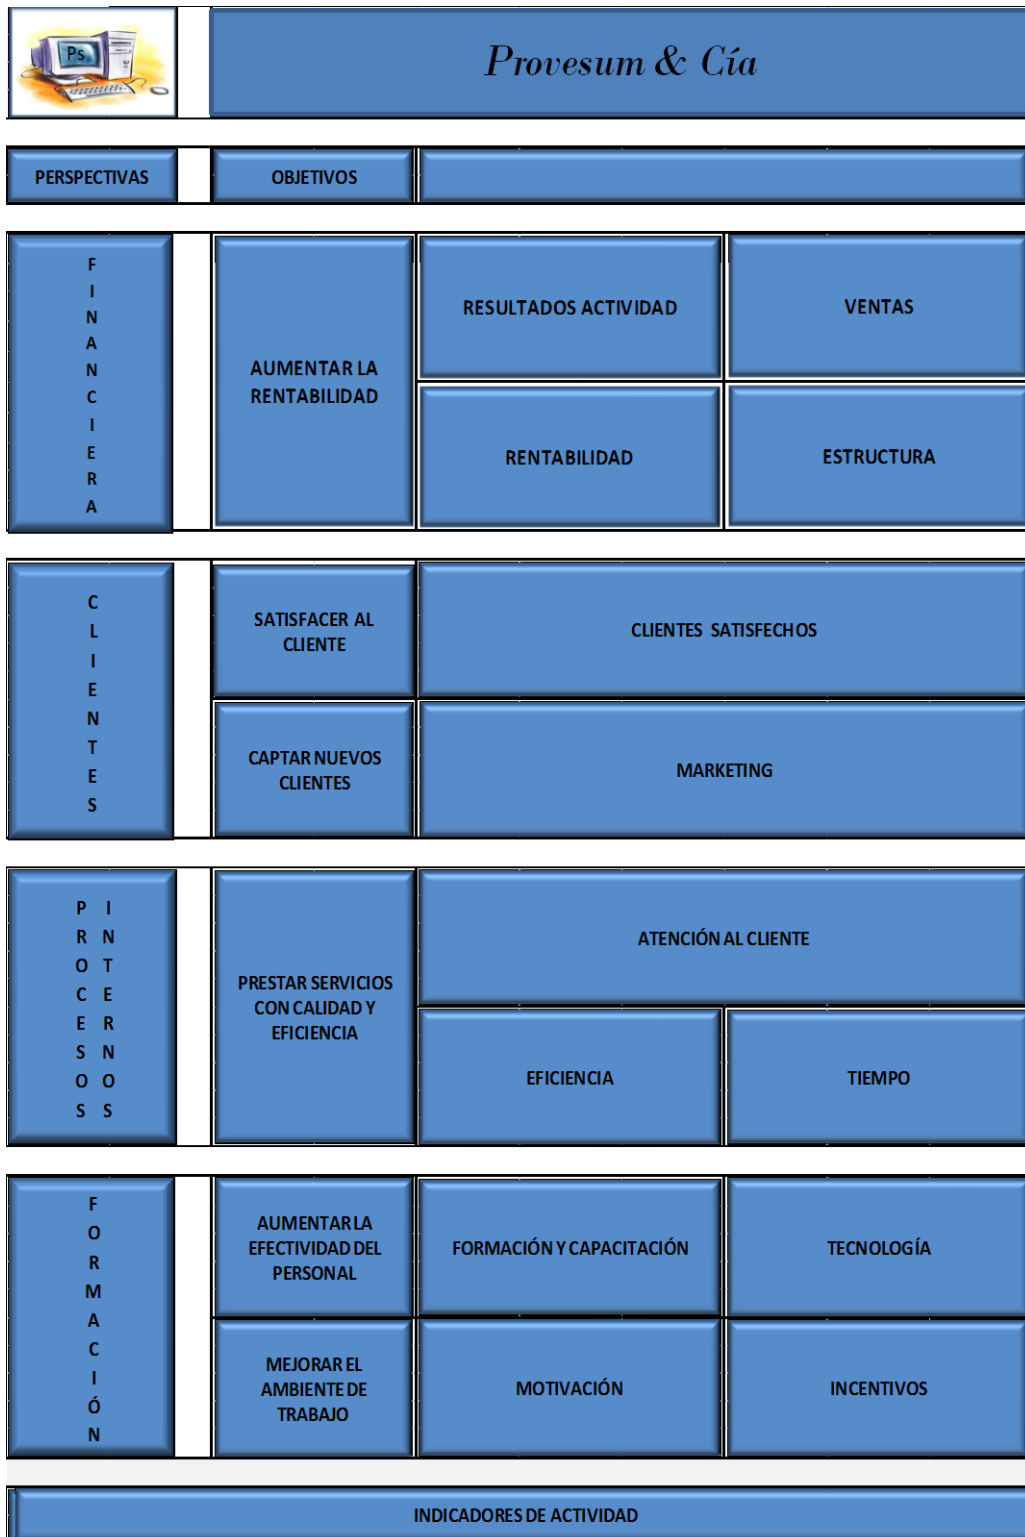 Ps
Provesum & Cía
PERSPECTIVAS
OBJETIVOS
FINANCIERA
AUMENTAR LA
RENTABILIDAD
RESULTADOS ACTIVIDAD
VENTAS
RENTABILIDAD
ESTRUCTURA
CLIENTES
SATISFACER AL
CLIENTE
CLIENTES SATISFECHOS
CAPTAR NUEVOS
CLIENTES
MARKETING
PROCESOS
INTERNOS
PRESTAR SERVICIOS
CON CALIDAD Y
EFICIENCIA
ATENCIÓN AL CLIENTE
EFICIENCIA
TIEMPO
FORMACIÓN
AUMENTAR LA
EFECTIVIDAD DEL
PERSONAL
FORMACIÓN Y CAPACITACIÓN
TECNOLOGÍA
MEJORAR EL
AMBIENTE DE
TRABAJO
MOTIVACIÓN
INCENTIVOS
INDICADORES DE ACTIVIDAD